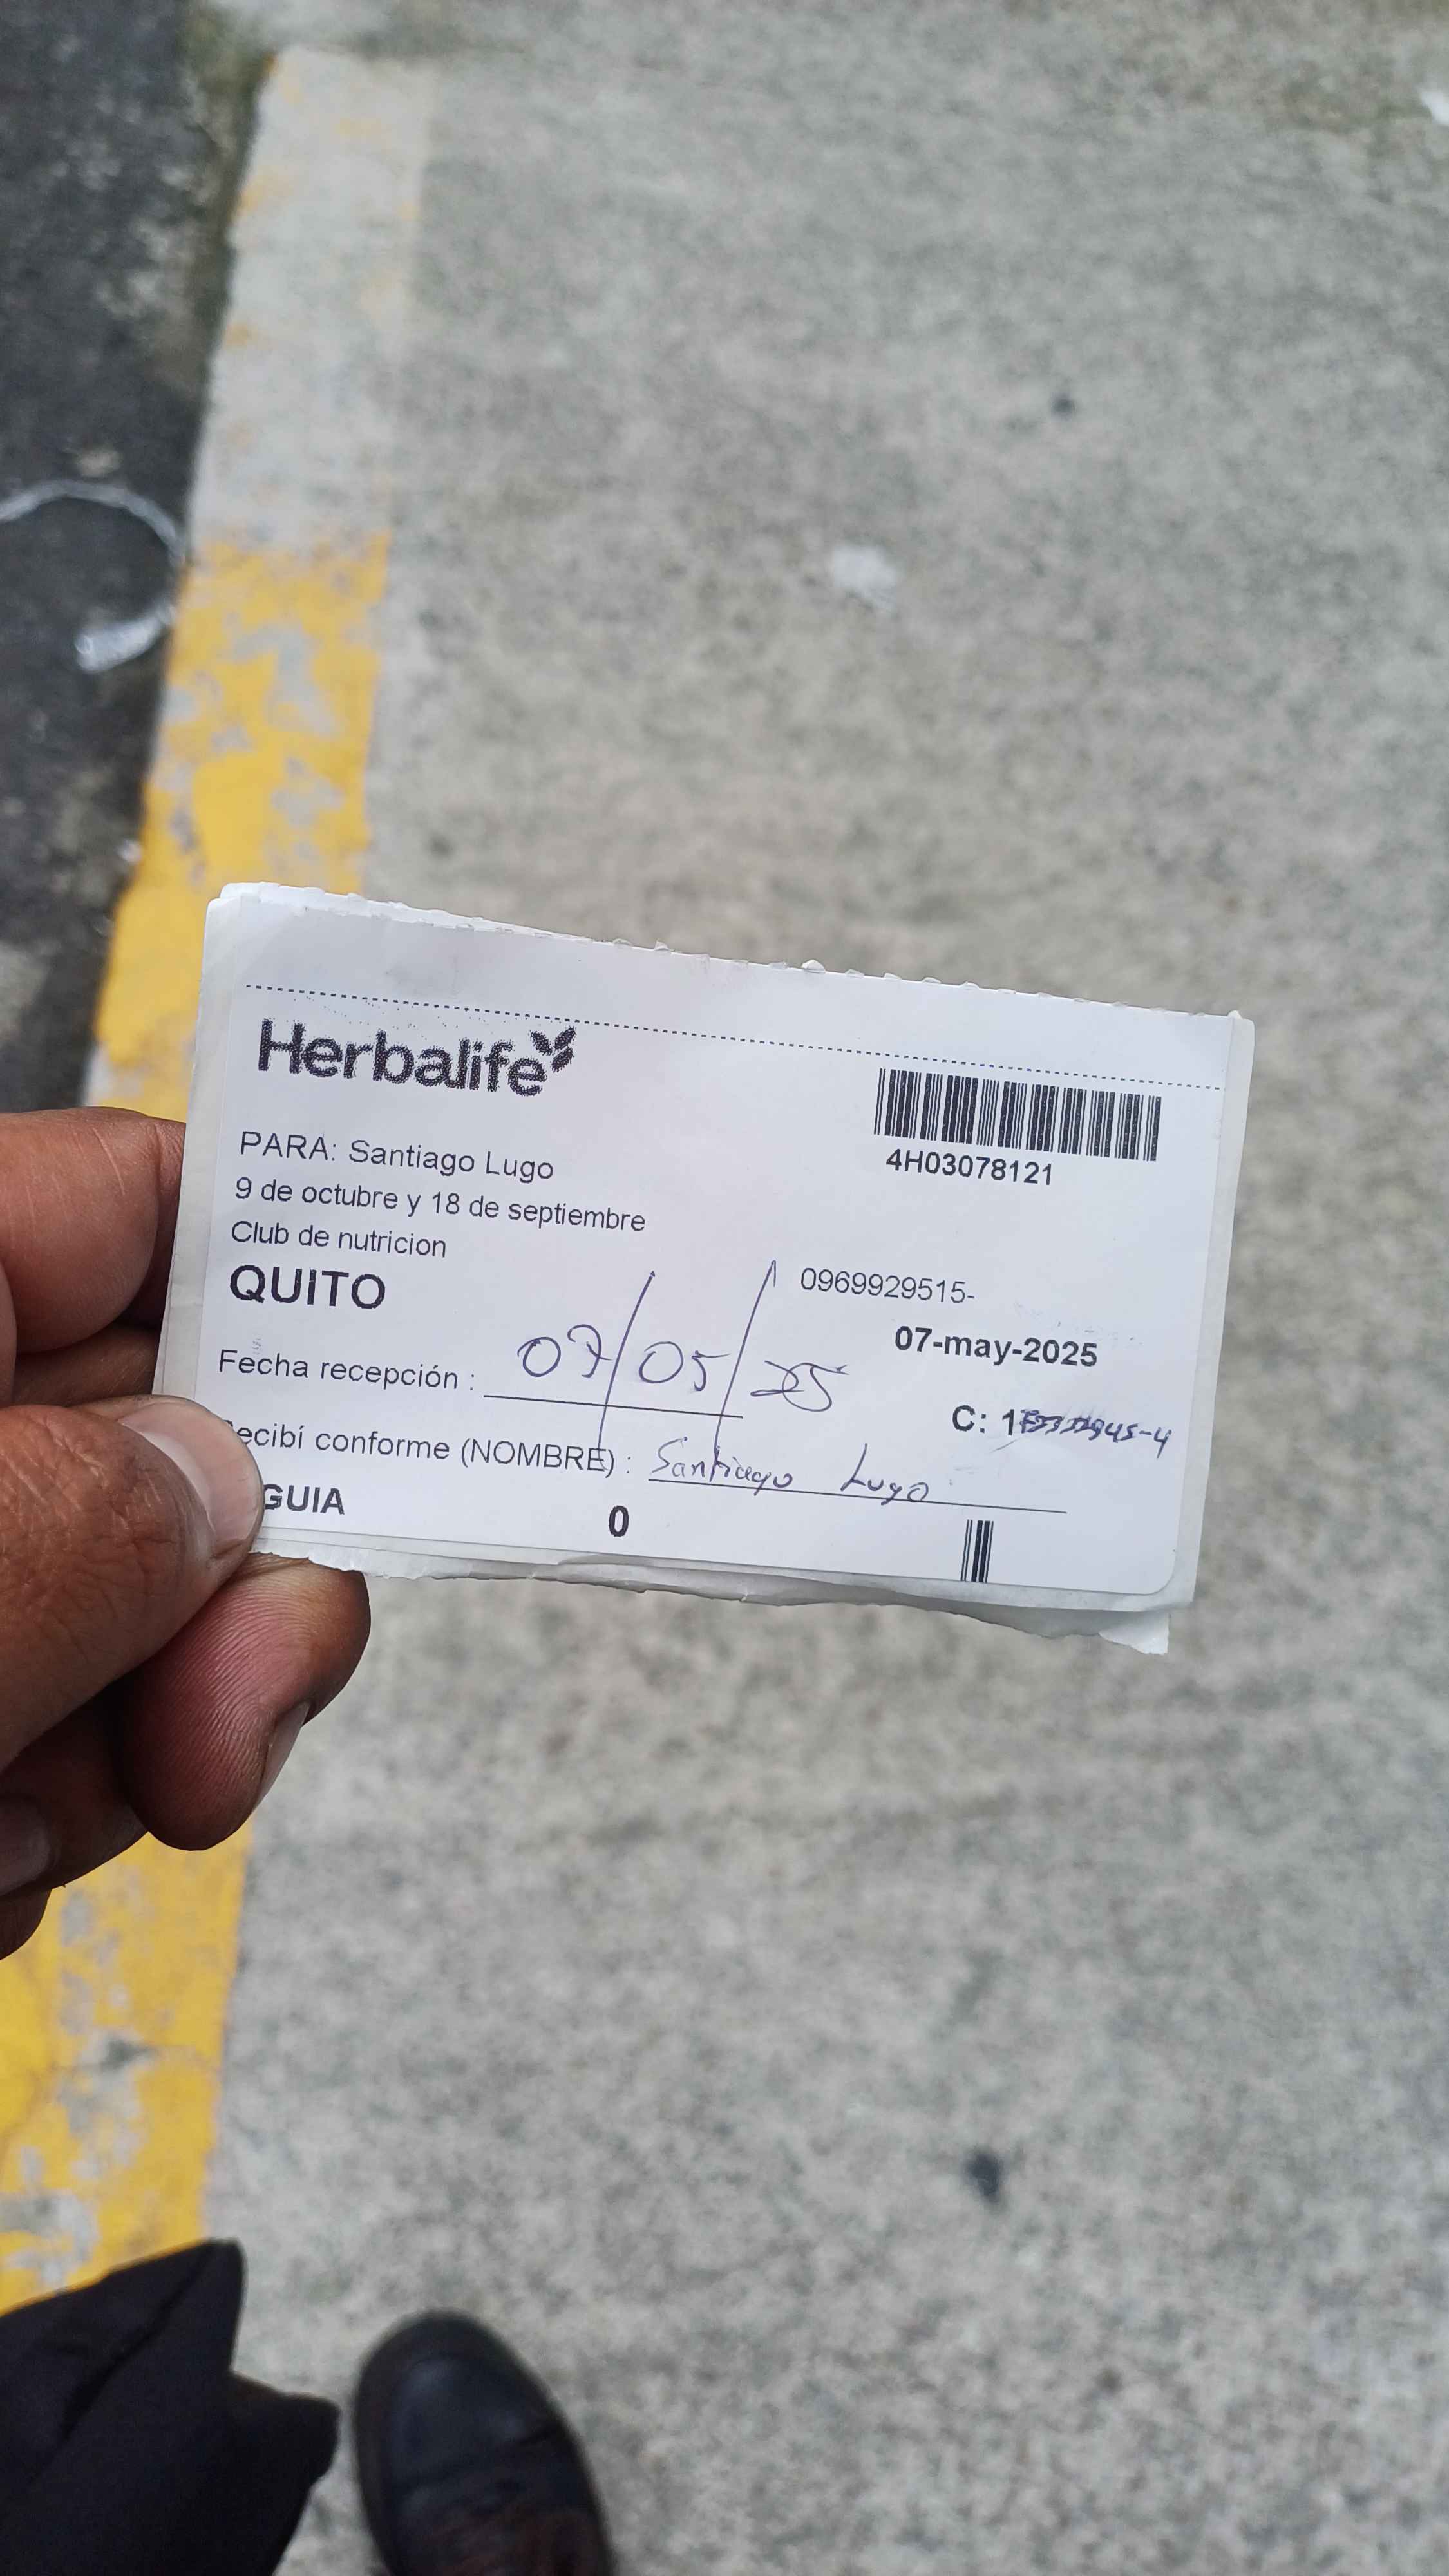 Herbalife
4H03078121
PARA: Santiago Lugo
9 de octubre y 18 de septiembre
Club de nutricion
QUITO
0969929515-
07-may-2025
Fecha recepción : 07/05/25
C:
ecibí conforme (NOMBRE) : Santiago Lugo
GUIA 0